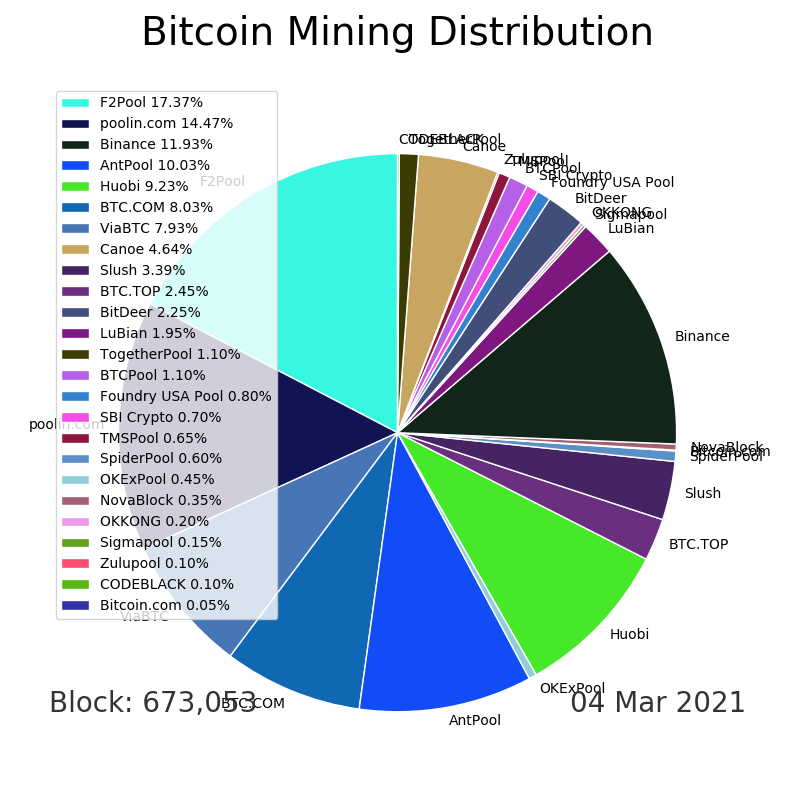 Bitcoin Mining Distribution
F2Pool 17.37%
poolin.com 14.47%
Binance 11.93%
AntPool 10.03%
Huobi 9.23%
BTC.COM 8.03%
ViaBTC 7.93%
Canoe 4.64%
Slush 3.39%
BTC.TOP 2.45%
BitDeer 2.25%
LuBian 1.95%
TogetherPool 1.10%
BTCPool 1.10%
Foundry USA Pool 0.80%
SBI Crypto 0.70%
TMSPool 0.65%
SpiderPool 0.60%
OKExPool 0.45%
NovaBlock 0.35%
OKKONG 0.20%
Sigmapool 0.15%
Zulupool 0.10%
CODEBLACK 0.10%
Bitcoin.com 0.05%
CODEBLACK
TogetherPool
Canoe
Zulupool
TMSPool
BTCPool
SBI Crypto
Foundry USA Pool
BitDeer
OKKONG
Sigmapool
LuBian
Binance
NovaBlock
Bitcoin.com
SpiderPool
Slush
BTC.TOP
Huobi
OKExPool
AntPool
BTC.COM
ViaBTC
poolin.com
F2Pool
Block: 673,053
04 Mar 2021